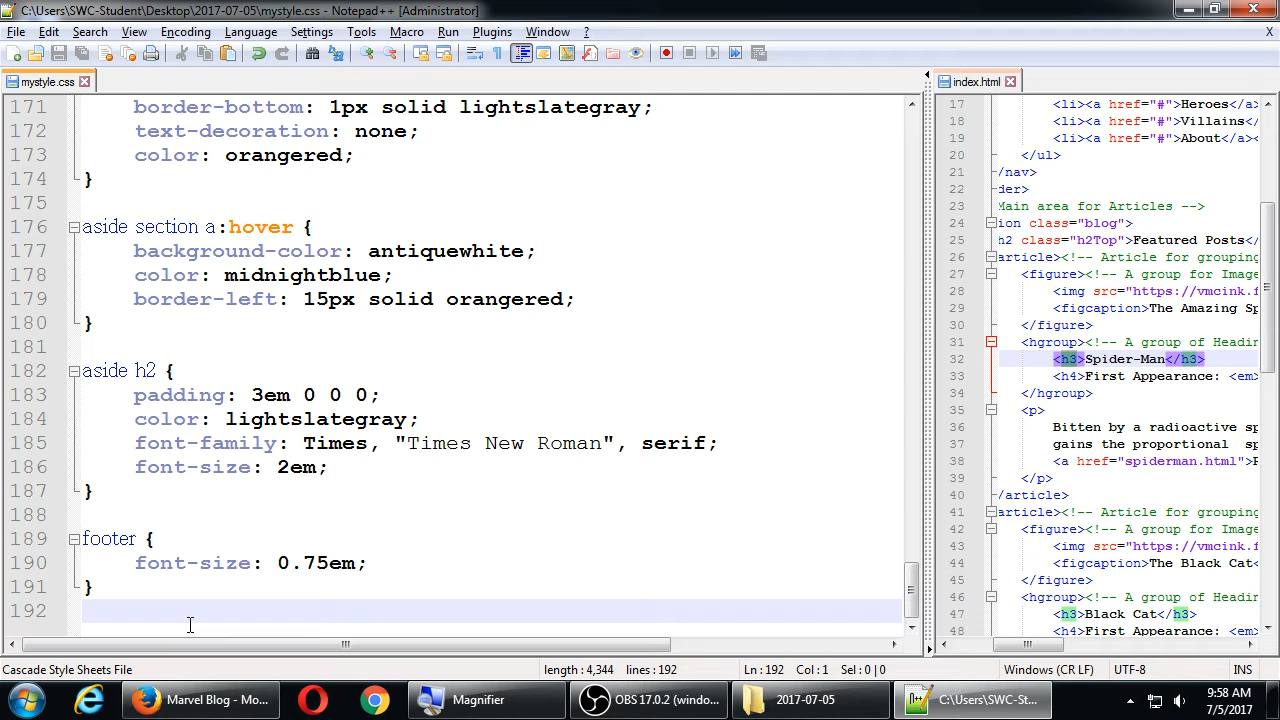 C:\Users\SWC-Student\Desktop\2017-07-05\mystyle.css - Notepad++ [Administrator]
File Edit Search View Encoding Language Settings Tools Macro Run Plugins Window ? X
mystyle.css
171 border-bottom: 1px solid lightslategray;
172 text-decoration: none;
173 color: orangered;
174 }
175
176 aside section a:hover {
177 background-color: antiquewhite;
178 color: midnightblue;
179 border-left: 15px solid orangered;
180 }
181
182 aside h2 {
183 padding: 3em 0 0 0;
184 color: lightslategray;
185 font-family: Times, "Times New Roman", serif;
186 font-size: 2em;
187 }
188
189 footer {
190 font-size: 0.75em;
191 }
192
index.html
17 <li><a href="#">Heroes</a>
18 <li><a href="#">Villains
19 <li><a href="#">About</a>
20 </ul>
21 /nav>
22 der>
23 Main area for Articles -->
24 ion class="blog">
25 h2 class="h2Top">Featured Posts</
26 article><!-- Article for grouping
27 <figure><!-- A group for Image
28 <img src="https://vmcink.f
29 <figcaption>The Amazing Sp
30 </figure>
31 <hgroup><!-- A group of Headin
32 <h3>Spider-Man</h3>
33 <h4>First Appearance: <em>
34 </hgroup>
35 <p>
36 Bitten by a radioactive sp
37 gains the proportional sp
38 <a href="spiderman.html">
39 </p>
40 /article>
41 article><!-- Article for grouping
42 <figure><!-- A group for Image
43 <img src="https://vmcink.f
44 <figcaption>The Black Cat<
45 </figure>
46 <hgroup><!-- A group of Headin
47 <h3>Black Cat</h3>
48 <h4>First Appearance: <em>
Cascade Style Sheets File length : 4,344 lines : 192 Ln : 192 Col : 1 Sel : 0 | 0 Windows (CR LF) UTF-8 INS
Marvel Blog - Mo... Magnifier OBS 17.0.2 (window... 2017-07-05 C:\Users\SWC-St... 9:58 AM
7/5/2017